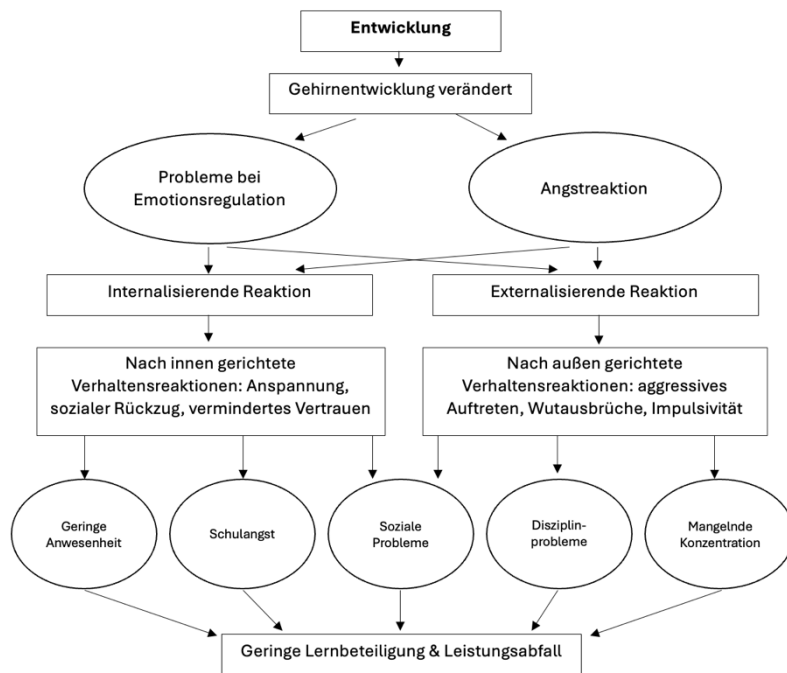 Entwicklung
Gehirnentwicklung verändert
Probleme bei
Emotionsregulation
Angstreaktion
Internalisierende Reaktion
Externalisierende Reaktion
Nach innen gerichtete
Verhaltensreaktionen: Anspannung,
sozialer Rückzug, vermindertes Vertrauen
Nach außen gerichtete
Verhaltensreaktionen: aggressives
Auftreten, Wutausbrüche, Impulsivität
Geringe
Anwesenheit
Schulangst
Soziale
Probleme
Disziplin-
probleme
Mangelnde
Konzentration
Geringe Lernbeteiligung & Leistungsabfall